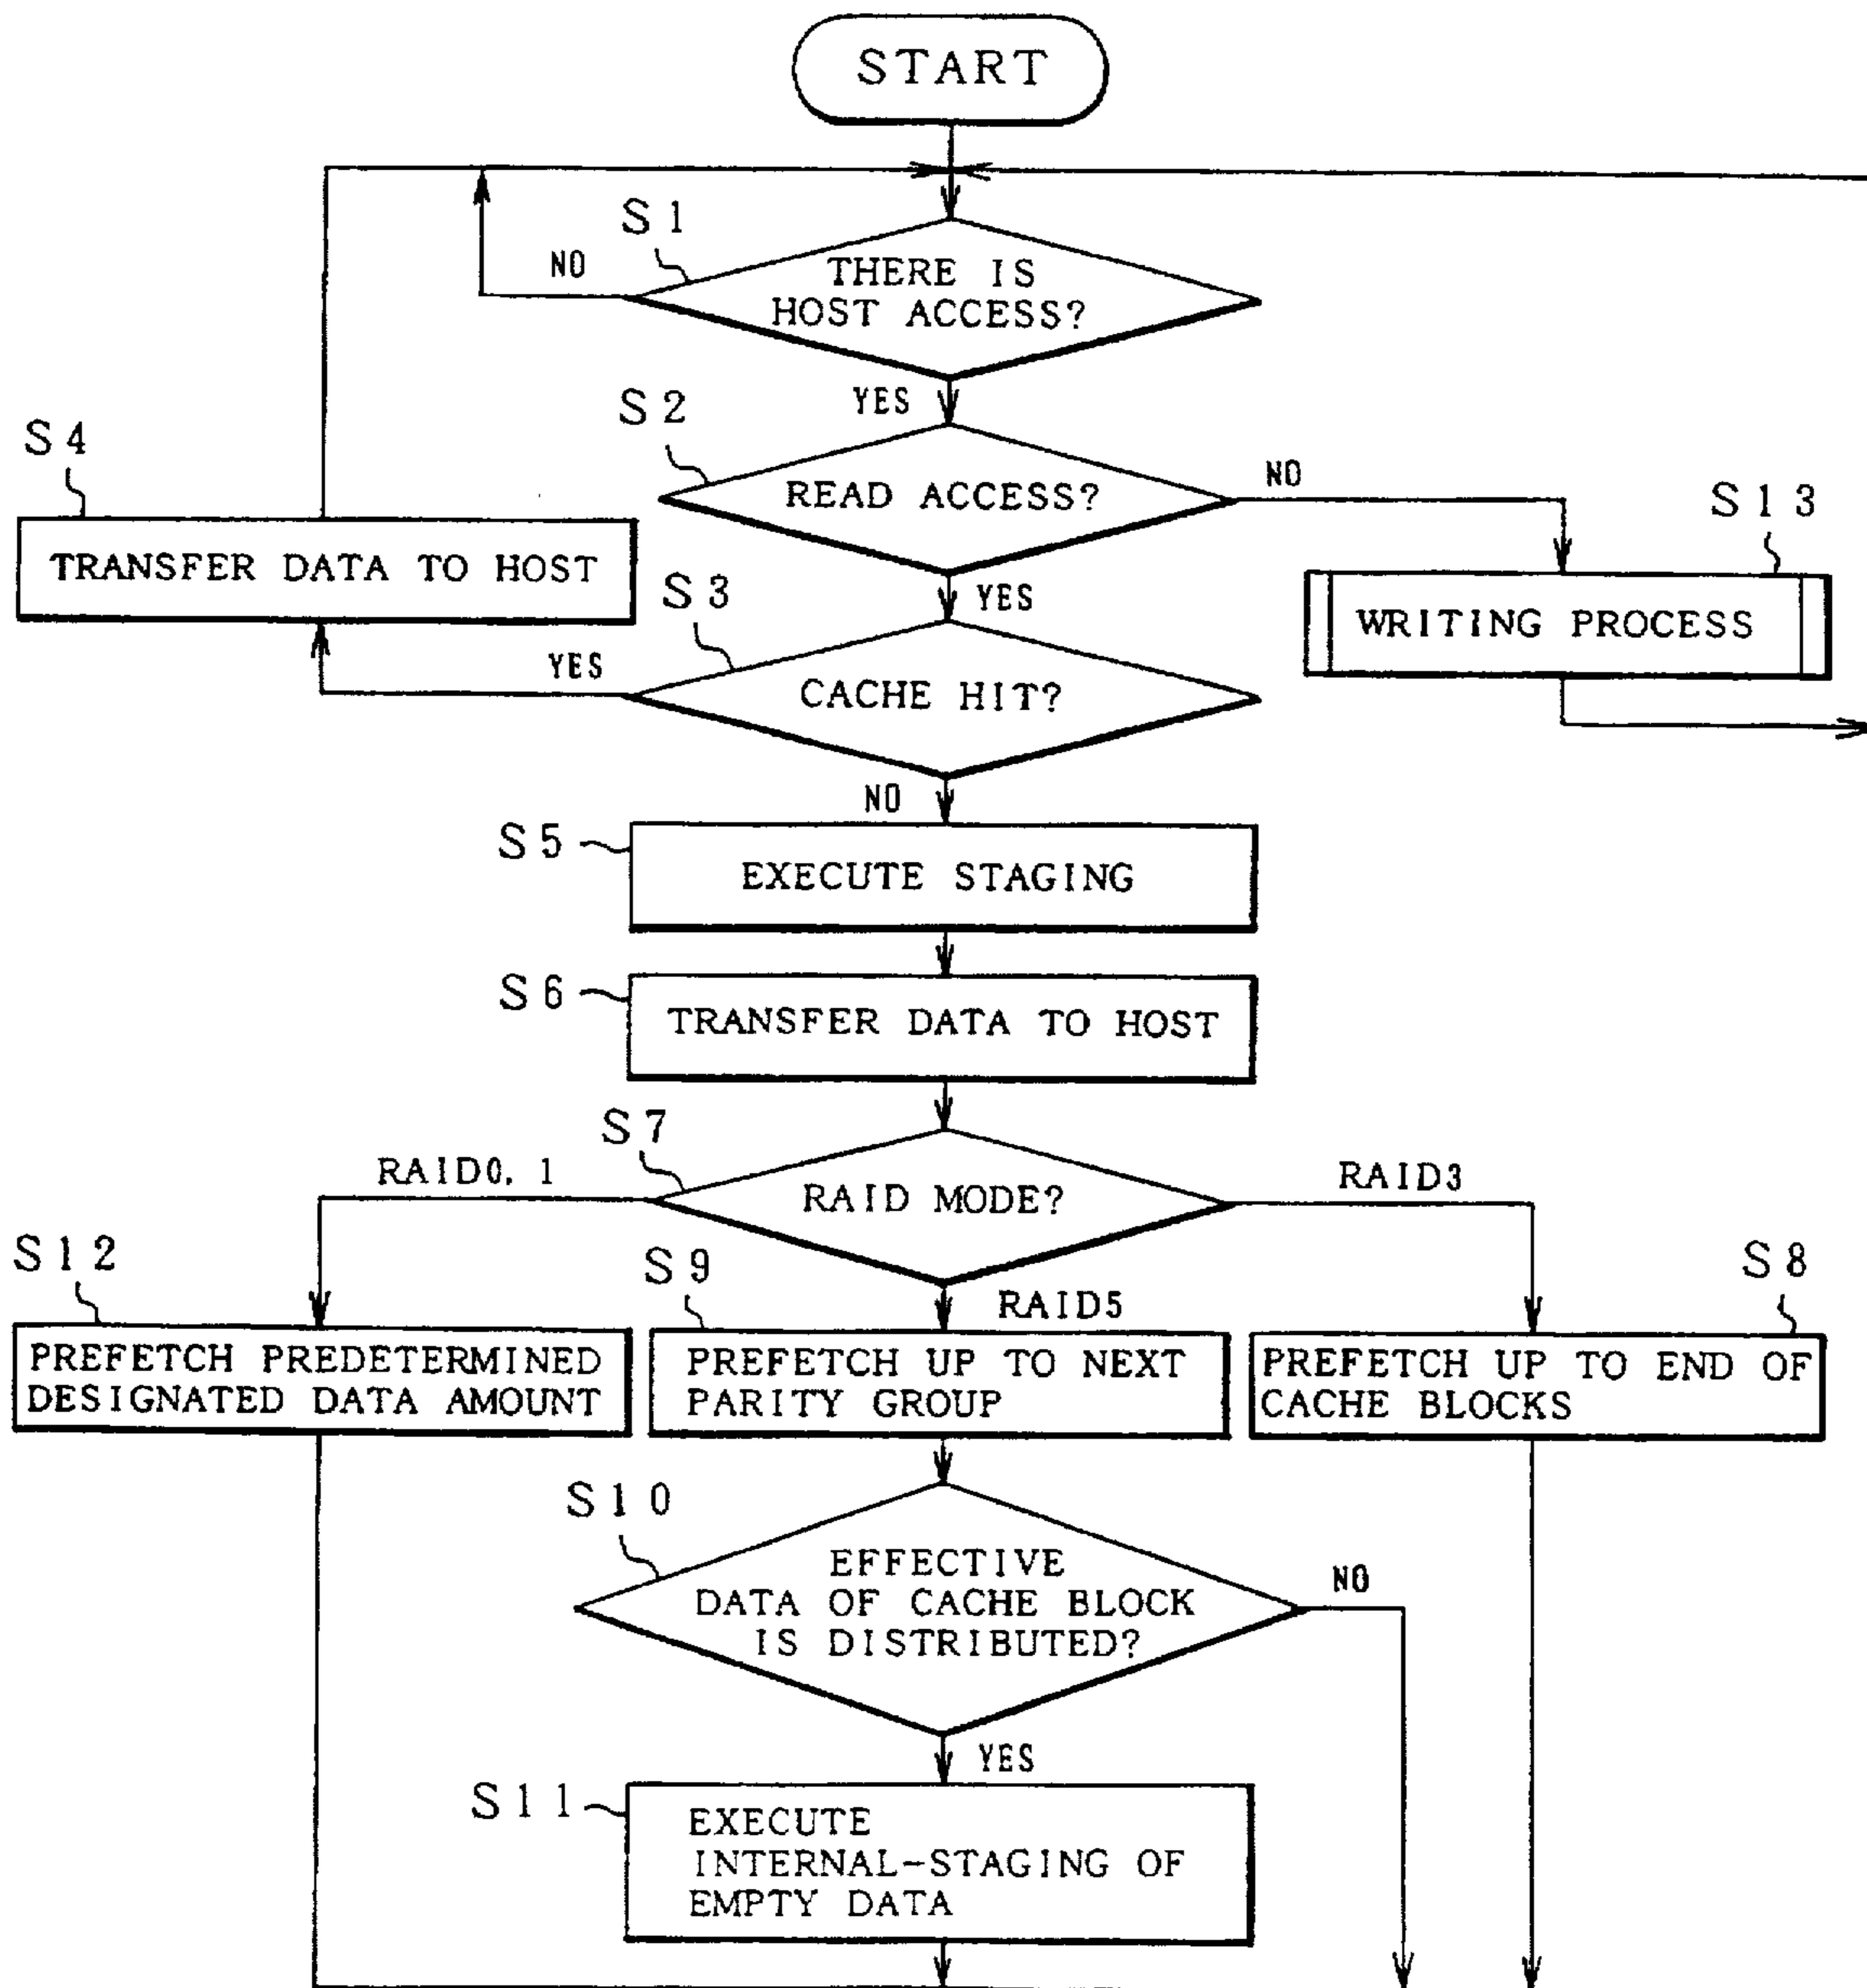 START
S1
NO
THERE IS
HOST ACCESS?
YES
S2
READ ACCESS?
NO
S4
TRANSFER DATA TO HOST
S13
WRITING PROCESS
S3
YES
YES
CACHE HIT?
NO
S5
EXECUTE STAGING
S6
TRANSFER DATA TO HOST
S7
RAID0, 1
RAID MODE?
RAID3
S12
PREFETCH PREDETERMINED
DESIGNATED DATA AMOUNT
S9
RAID5
PREFETCH UP TO NEXT
PARITY GROUP
S8
PREFETCH UP TO END OF
CACHE BLOCKS
S10
EFFECTIVE
DATA OF CACHE BLOCK
IS DISTRIBUTED?
NO
YES
S11
EXECUTE
INTERNAL-STAGING OF
EMPTY DATA